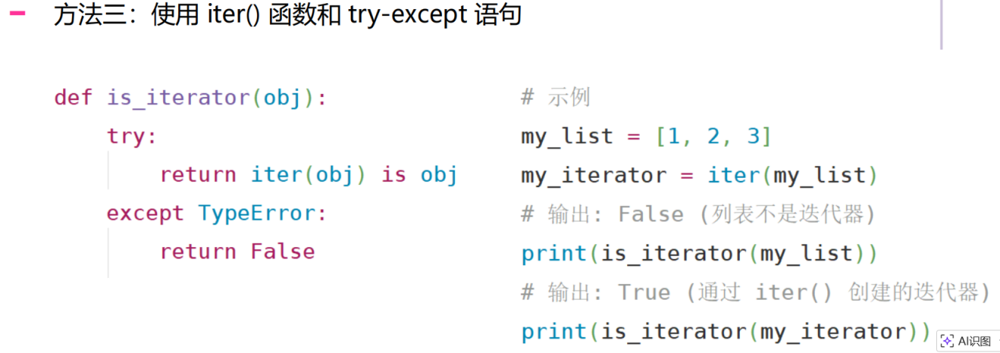 方法三：使用 iter() 函数和 try-except 语句
def is_iterator(obj):
    try:
        return iter(obj) is obj
    except TypeError:
        return False
# 示例
my_list = [1, 2, 3]
my_iterator = iter(my_list)
# 输出: False (列表不是迭代器)
print(is_iterator(my_list))
# 输出: True (通过 iter() 创建的迭代器)
print(is_iterator(my_iterator))
AI识图